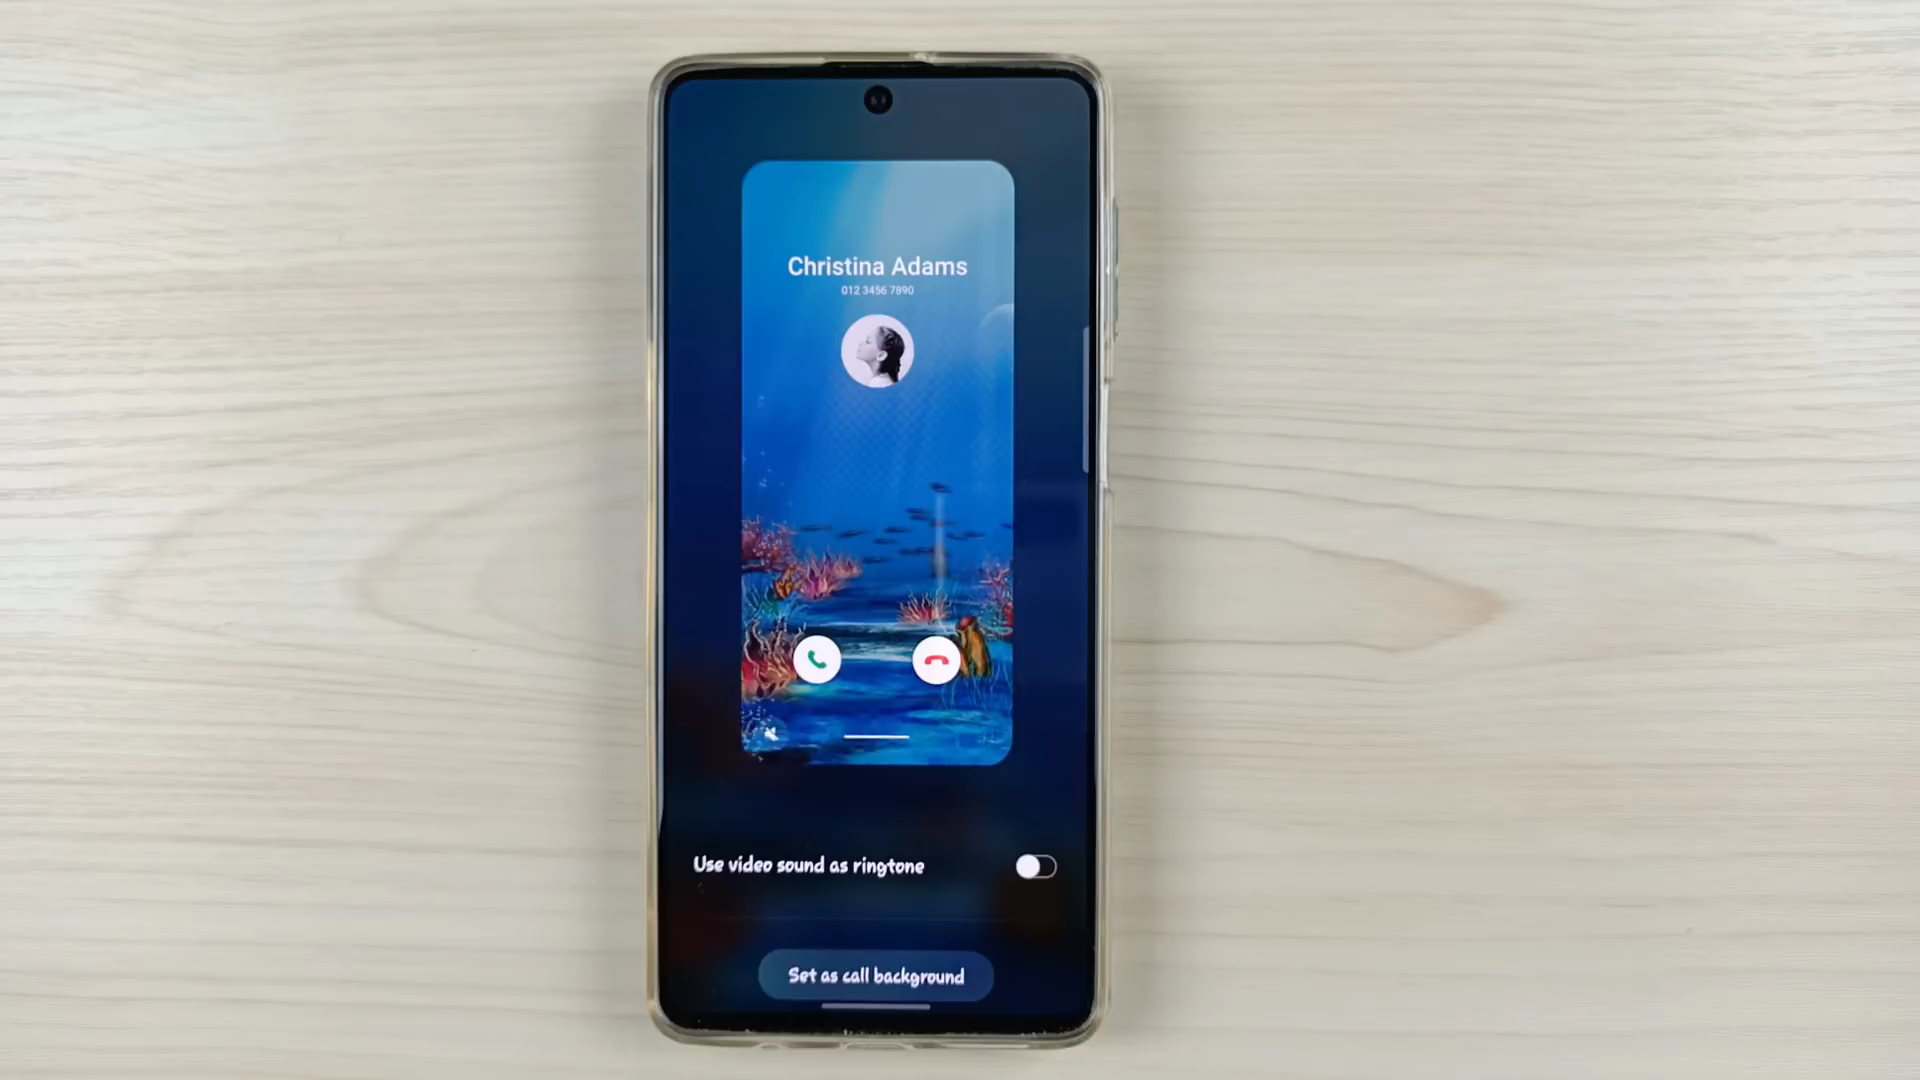 Christina Adams
012 3456 7890
Use video sound as ringtone
Set as call background